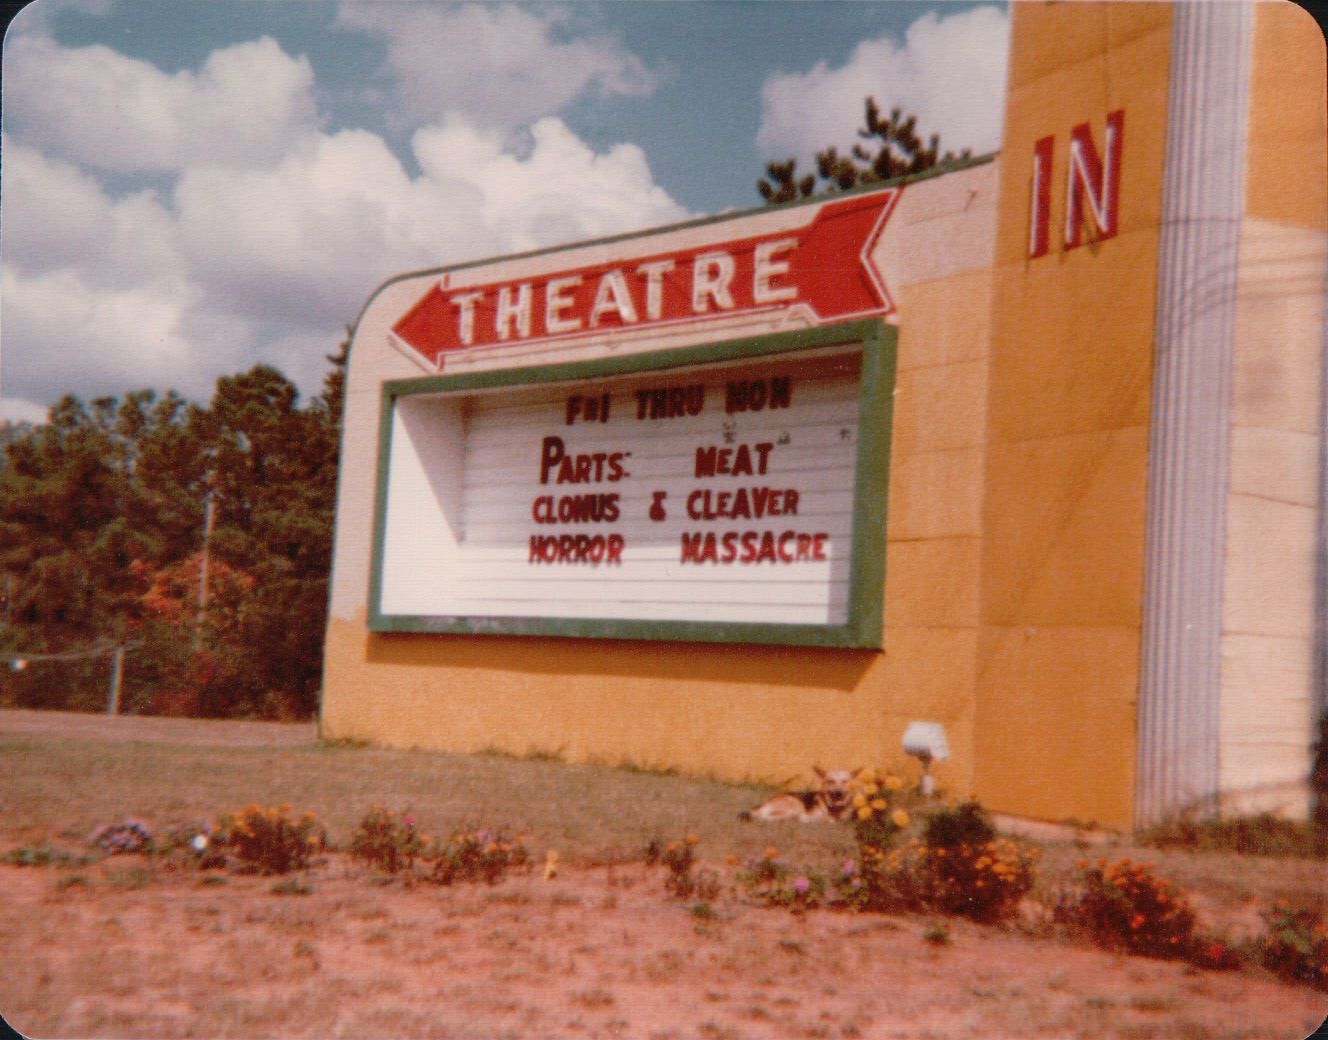 IN
THEATRE
FRI THRU MON
PARTS: MEAT
CLONUS & CLEAVER
HORROR MASSACRE